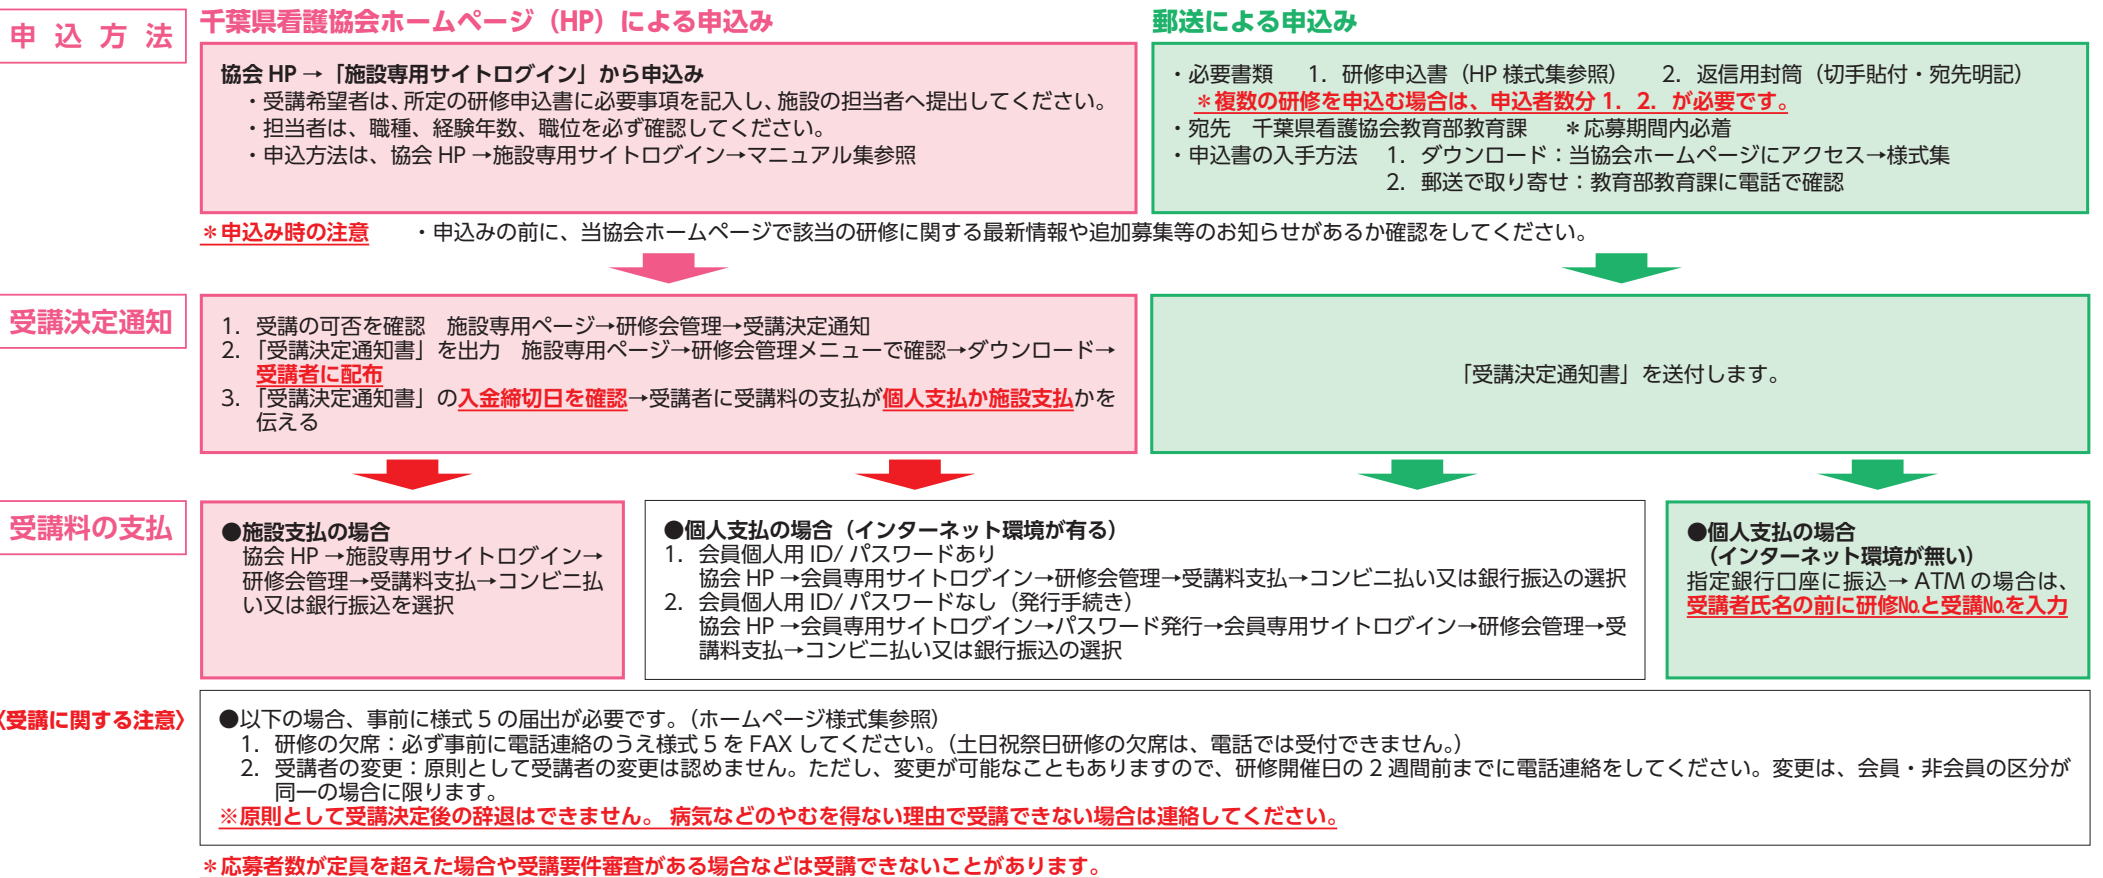 申込方法
千葉県看護協会ホームページ（HP）による申込み
協会 HP →「施設専用サイトログイン」から申込み
・受講希望者は、所定の研修申込書に必要事項を記入し、施設の担当者へ提出してください。
・担当者は、職種、経験年数、職位を必ず確認してください。
・申込方法は、協会 HP →施設専用サイトログイン→マニュアル集参照
郵送による申込み
・必要書類　1. 研修申込書（HP 様式集参照）　2. 返信用封筒（切手貼付・宛先明記）
＊複数の研修を申込む場合は、申込者数分 1. 2. が必要です。
・宛先　千葉県看護協会教育部教育課　＊応募期間内必着
・申込書の入手方法　1. ダウンロード：当協会ホームページにアクセス→様式集
2. 郵送で取り寄せ：教育部教育課に電話で確認
＊申込み時の注意　・申込みの前に、当協会ホームページで該当の研修に関する最新情報や追加募集等のお知らせがあるか確認をしてください。
受講決定通知
1. 受講の可否を確認　施設専用ページ→研修会管理→受講決定通知
2.「受講決定通知書」を出力　施設専用ページ→研修会管理メニューで確認→ダウンロード→
受講者に配布
3.「受講決定通知書」の入金締切日を確認→受講者に受講料の支払が個人支払か施設支払かを
伝える
「受講決定通知書」を送付します。
受講料の支払
●施設支払の場合
協会 HP →施設専用サイトログイン→
研修会管理→受講料支払→コンビニ払
い又は銀行振込を選択
●個人支払の場合（インターネット環境が有る）
1. 会員個人用 ID/ パスワードあり
協会 HP →会員専用サイトログイン→研修会管理→受講料支払→コンビニ払い又は銀行振込の選択
2. 会員個人用 ID/ パスワードなし（発行手続き）
協会 HP →会員専用サイトログイン→パスワード発行→会員専用サイトログイン→研修会管理→受
講料支払→コンビニ払い又は銀行振込の選択
●個人支払の場合
（インターネット環境が無い）
指定銀行口座に振込→ ATM の場合は、
受講者氏名の前に研修№と受講№を入力
〈受講に関する注意〉
●以下の場合、事前に様式 5 の届出が必要です。（ホームページ様式集参照）
1. 研修の欠席：必ず事前に電話連絡のうえ様式 5 を FAX してください。（土日祝祭日研修の欠席は、電話では受付できません。）
2. 受講者の変更：原則として受講者の変更は認めません。ただし、変更が可能なこともありますので、研修開催日の 2 週間前までに電話連絡をしてください。変更は、会員・非会員の区分が
同一の場合に限ります。
※原則として受講決定後の辞退はできません。 病気などのやむを得ない理由で受講できない場合は連絡してください。
＊応募者数が定員を超えた場合や受講要件審査がある場合などは受講できないことがあります。